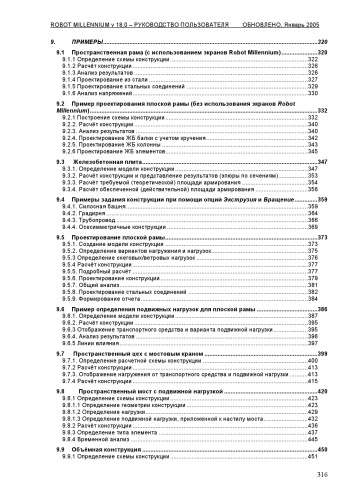 ROBOT MILLENNIUM v 18.0 – РУКОВОДСТВО ПОЛЬЗОВАТЕЛЯ ОБНОВЛЕНО, Январь 2005
9. ПРИМЕРЫ...320
9.1 Пространственная рама (с использованием экранов Robot Millennium)...320
9.1.1 Определение схемы конструкции...322
9.1.2 Расчёт конструкции...326
9.1.3 Анализ результатов...326
9.1.4 Проектирование из стали...327
9.1.5 Проектирование стальных соединений...329
9.1.6 Анализ напряжений...330
9.2 Пример проектирования плоской рамы (без использования экранов Robot
Millennium)...332
9.2.1 Построение схемы конструкции...332
9.2.2. Расчёт конструкции...340
9.2.3. Анализ результатов...340
9.2.4. Проектирование ЖБ балки с учетом кручения...342
9.2.5. Проектирование ЖБ колонны...343
9.2.6 Проектирование ЖБ элементов...345
9.3 Железобетонная плита...347
9.3.1. Определение модели конструкции...347
9.3.2. Расчёт конструкции и представление результатов (эпюры по сечениям)...353
9.3.3. Расчёт требуемой (теоретической) площади армирования...354
9.3.4. Расчёт обеспеченной (действительной) площади армирования...356
9.4 Примеры задания конструкции при помощи опций Экструзия и Вращение...359
9.4.1. Силосная башня...359
9.4.2. Градирня...364
9.4.3. Трубопровод...366
9.4.4. Осесимметричные конструкции...369
9.5 Проектирование плоской рамы...373
9.5.1. Создание модели конструкции...373
9.5.2. Определение вариантов нагружения и нагрузок...375
9.5.3 Определение снеговых/ветровых нагрузок...376
9.5.4 Расчёт конструкции...377
9.5.5. Подробный расчёт...377
9.5.6. Проектирование конструкции...379
9.5.7. Общий анализ...381
9.5.8. Проектирование стальных соединений...382
9.5.9. Формирование отчета...384
9.6 Пример определения подвижных нагрузок для плоской рамы...386
9.6.1. Определение модели конструкции...387
9.6.2. Расчёт конструкции...395
9.6.3 Отображение транспортного средства и варианта подвижной нагрузки...395
9.6.4. Анализ результатов...396
9.6.5 Линии влияния...397
9.7 Пространственный цех с мостовым краном...399
9.7.1. Определение расчетной схемы конструкции...400
9.7.2 Расчёт конструкции...413
9.7.3. Отображение нагружения от транспортного средства и подвижной нагрузки...413
9.7.4 Расчёт конструкции...415
9.8 Пространственный мост с подвижной нагрузкой...420
9.8.1 Определение схемы конструкции...423
9.8.1.1 Определение геометрии конструкции...423
9.8.1.2 Определение нагрузки...429
9.8.1.3 Определение подвижной нагрузки, приложенной к настилу моста...432
9.8.2 Расчёт конструкции...436
9.8.3 Определение типа элемента...437
9.8.4 Временной анализ...445
9.9 Объёмная конструкция...450
9.9.1 Определение схемы конструкции...451
316